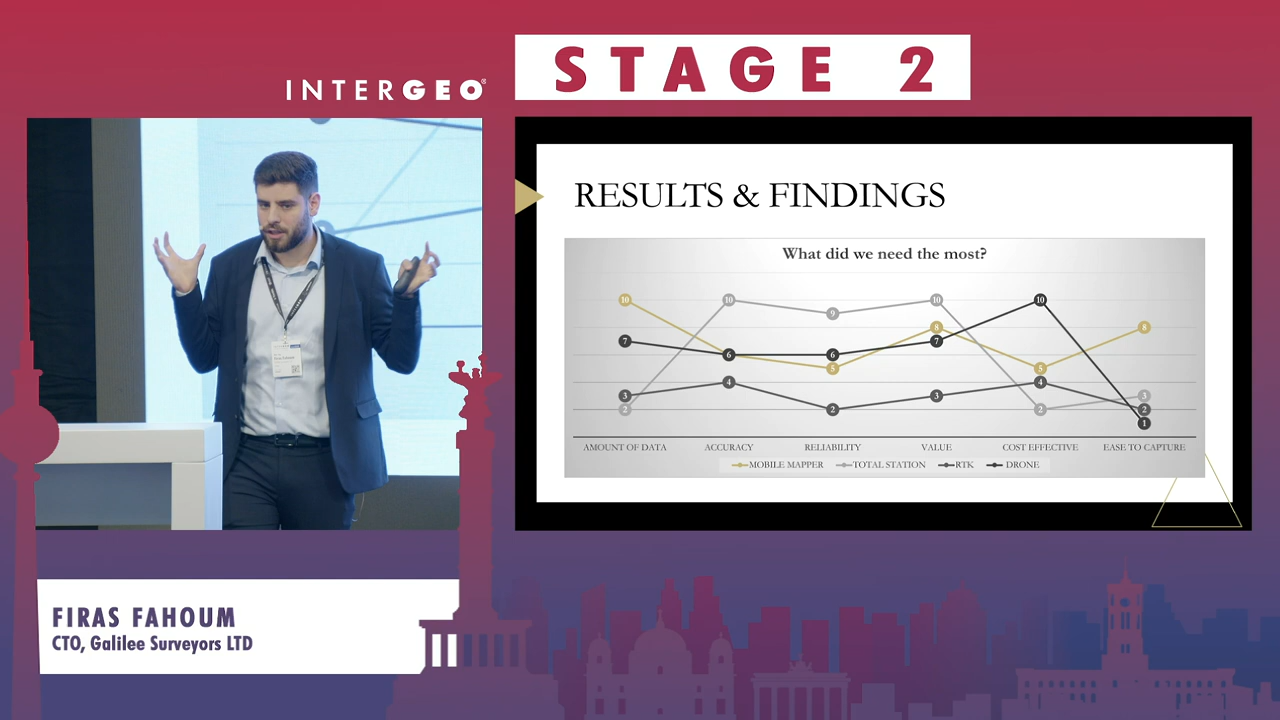 INTERGEO®
STAGE 2
RESULTS & FINDINGS
What did we need the most?
10 10 9 10 10
8 8
7 7
6 6 5 5
3 4 2 3 4 3
2 2 2
1
AMOUNT OF DATA ACCURACY RELIABILITY VALUE COST EFFECTIVE EASE TO CAPTURE
MOBILE MAPPER TOTAL STATION RTK DRONE
FIRAS FAHOUM
CTO, Galilee Surveyors LTD